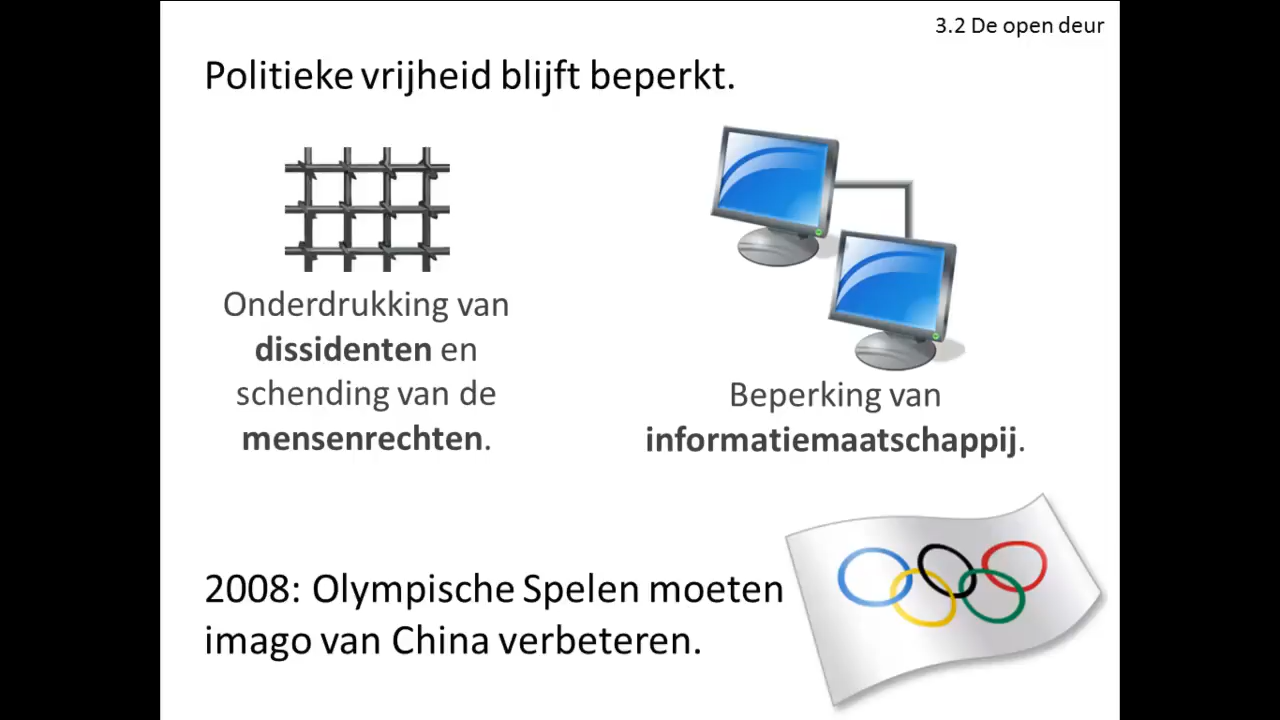 3.2 De open deur
Politieke vrijheid blijft beperkt.
Onderdrukking van
dissidenten en
schending van de
mensenrechten.
Beperking van
informatiemaatschappij.
2008: Olympische Spelen moeten
imago van China verbeteren.